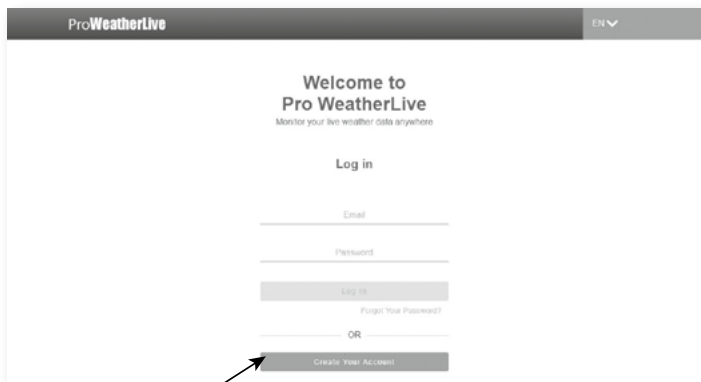 ProWeatherLive
EN
Welcome to
Pro WeatherLive
Monitor your live weather data anywhere
Log in
Email
Password
Log in
Forgot Your Password?
OR
Create Your Account